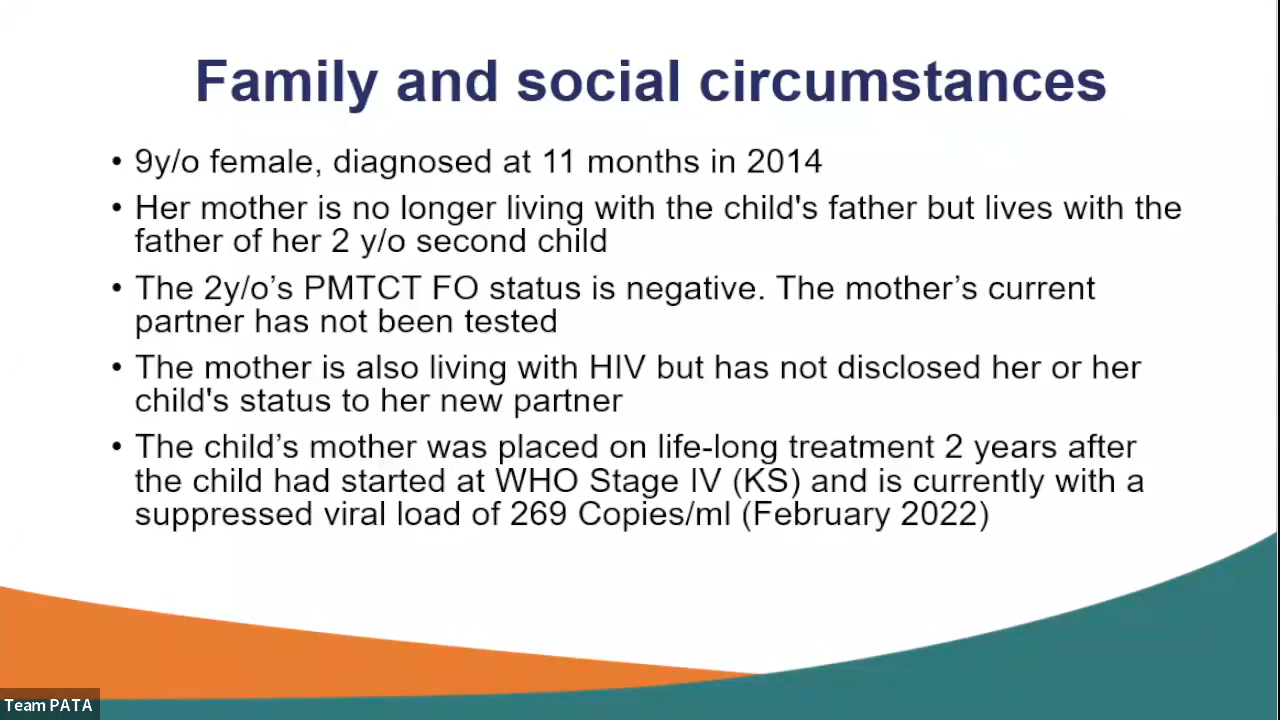 Family and social circumstances
• 9y/o female, diagnosed at 11 months in 2014
• Her mother is no longer living with the child's father but lives with the
father of her 2 y/o second child
• The 2y/o’s PMTCT FO status is negative. The mother’s current
partner has not been tested
• The mother is also living with HIV but has not disclosed her or her
child's status to her new partner
• The child’s mother was placed on life-long treatment 2 years after
the child had started at WHO Stage IV (KS) and is currently with a
suppressed viral load of 269 Copies/ml (February 2022)
Team PATA